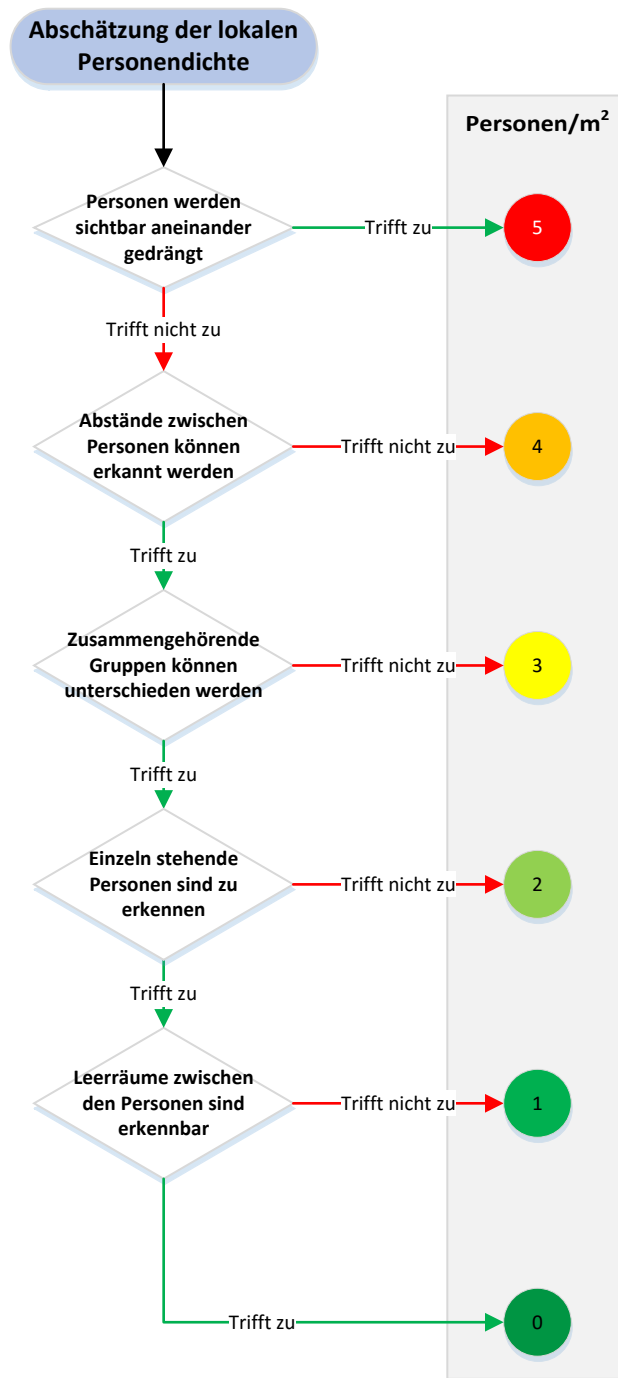 Abschätzung der lokalen
Personendichte
Personen/m²
Personen werden
sichtbar aneinander
gedrängt
Trifft zu
5
Trifft nicht zu
Abstände zwischen
Personen können
erkannt werden
Trifft nicht zu
4
Trifft zu
Zusammengehörende
Gruppen können
unterschieden werden
Trifft nicht zu
3
Trifft zu
Einzeln stehende
Personen sind zu
erkennen
Trifft nicht zu
2
Trifft zu
Leerräume zwischen
den Personen sind
erkennbar
Trifft nicht zu
1
Trifft zu
0